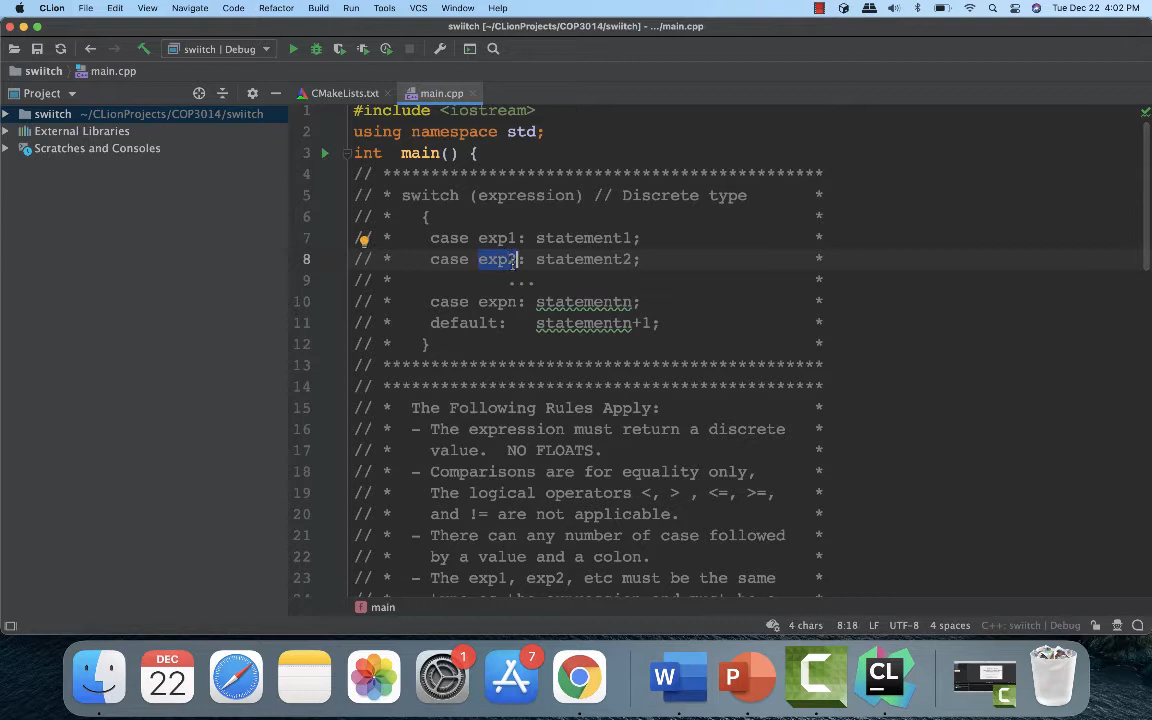 CLion File Edit View Navigate Code Refactor Build Run Tools VCS Window Help Tue Dec 22 4:02 PM
swiitch [~/CLionProjects/COP3014/swiitch] - .../main.cpp
swiitch | Debug
swiitch main.cpp
Project CMakeLists.txt main.cpp
swiitch ~/CLionProjects/COP3014/swiitch
External Libraries
Scratches and Consoles
1 #include <iostream>
2 using namespace std;
3 int main() {
4 // **********************************************
5 // * switch (expression) // Discrete type *
6 // * { *
7 // * case exp1: statement1; *
8 // * case exp2: statement2; *
9 // * ... *
10 // * case expn: statementn; *
11 // * default: statementn+1; *
12 // * } *
13 // **********************************************
14 // **********************************************
15 // * The Following Rules Apply: *
16 // * - The expression must return a discrete *
17 // * value. NO FLOATS. *
18 // * - Comparisons are for equality only, *
19 // * The logical operators <, > , <=, >=, *
20 // * and != are not applicable. *
21 // * - There can any number of case followed *
22 // * by a value and a colon. *
23 // * - The exp1, exp2, etc must be the same *
main
4 chars 8:18 LF UTF-8 4 spaces C++: swiitch | Debug
DEC
22
1
7
W
P
C
CL
C